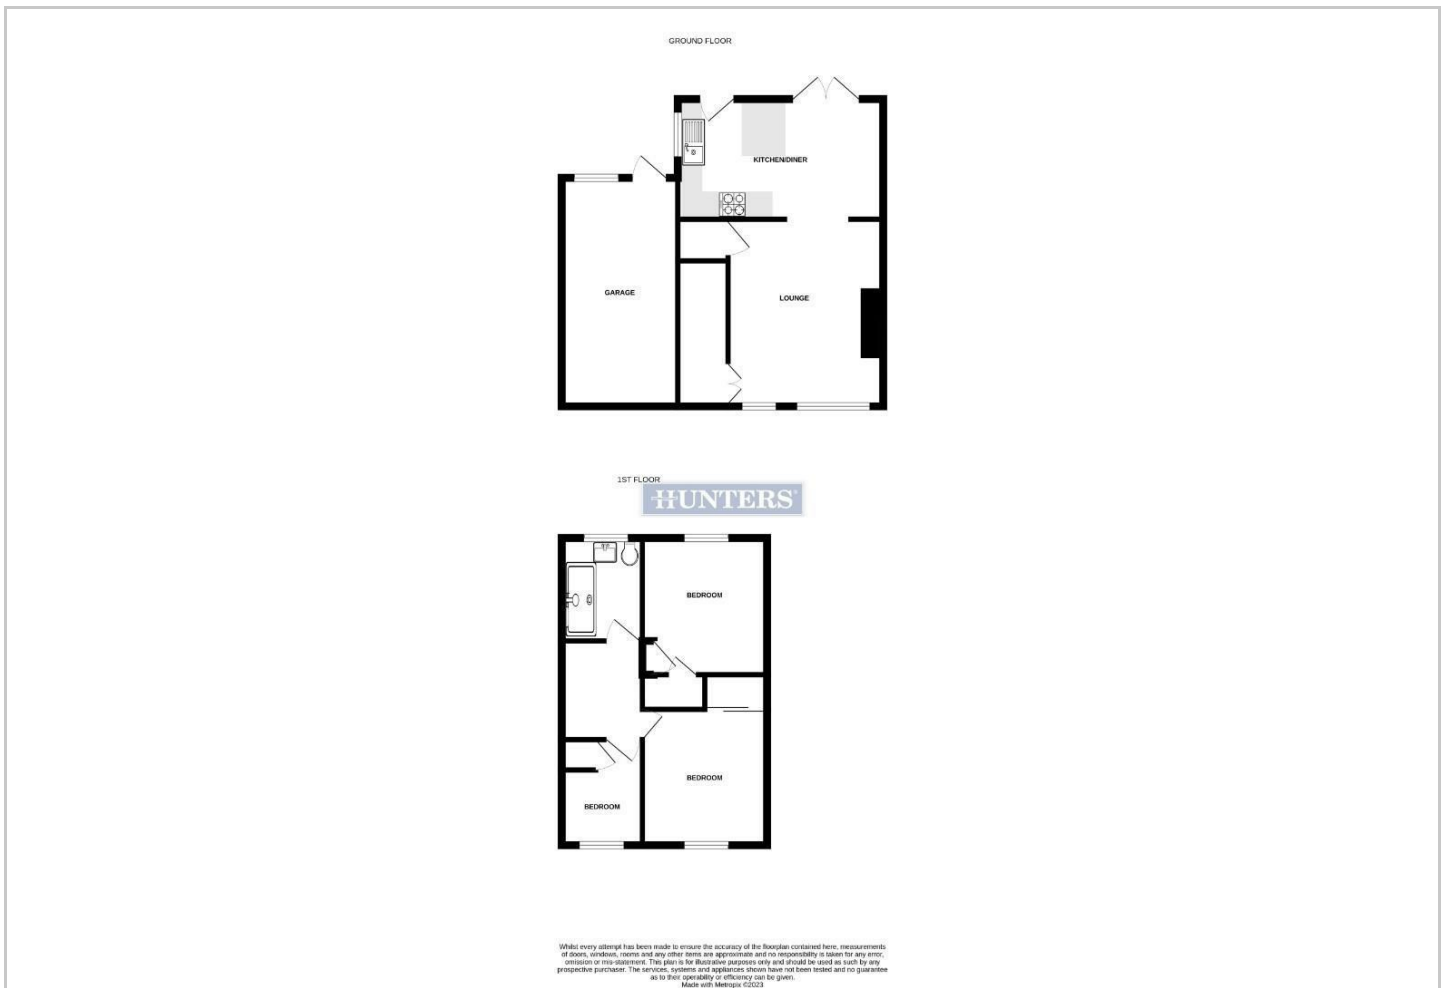 GROUND FLOOR
KITCHEN/DINER
GARAGE
LOUNGE
1ST FLOOR
HUNTERS®
BEDROOM
BEDROOM
BEDROOM
Whilst every attempt has been made to ensure the accuracy of the floorplan contained here, measurements
of doors, windows, rooms and any other items are approximate and no responsibility is taken for any error,
omission or mis-statement. This plan is for illustrative purposes only and should be used as such by any
prospective purchaser. The services, systems and appliances shown have not been tested and no guarantee
as to their operability or efficiency can be given.
Made with Metropix ©2023